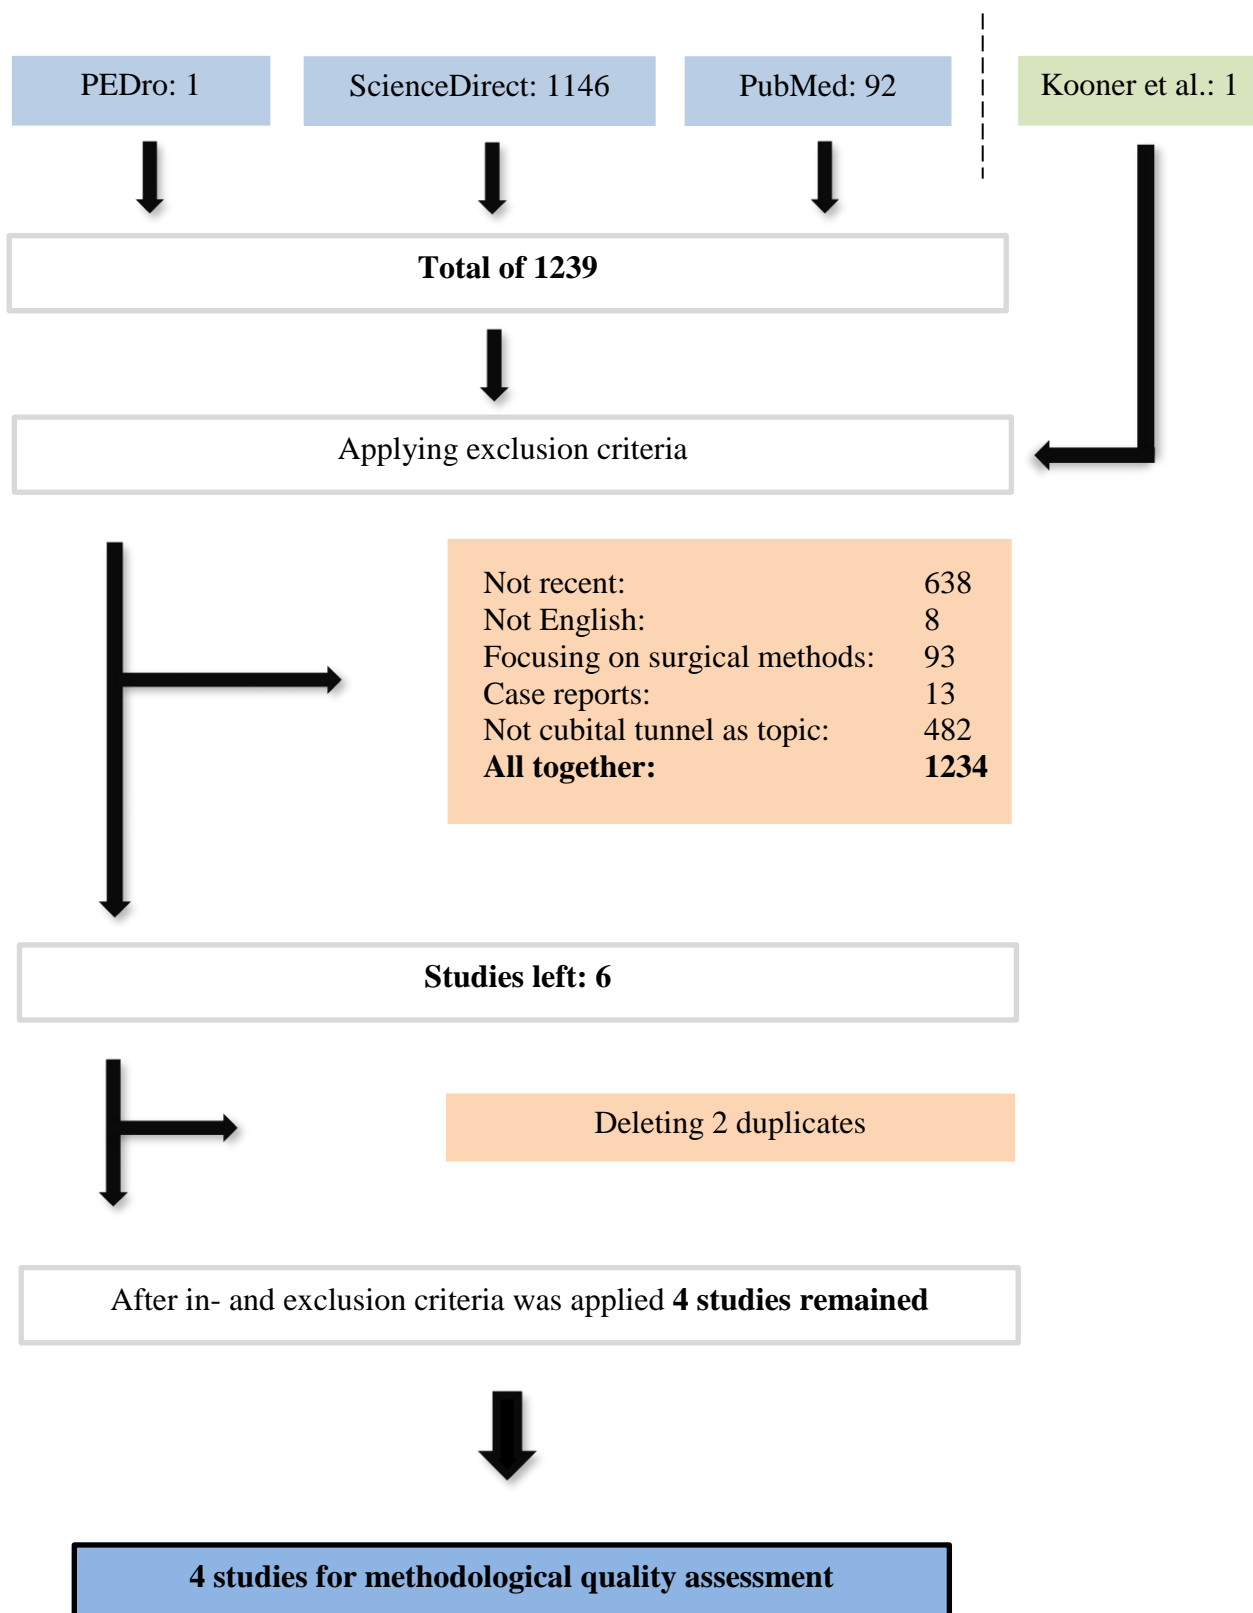 PEDro: 1
ScienceDirect: 1146
PubMed: 92
Kooner et al.: 1
Total of 1239
Applying exclusion criteria
Not recent: 638
Not English: 8
Focusing on surgical methods: 93
Case reports: 13
Not cubital tunnel as topic: 482
All together: 1234
Studies left: 6
Deleting 2 duplicates
After in- and exclusion criteria was applied 4 studies remained
4 studies for methodological quality assessment